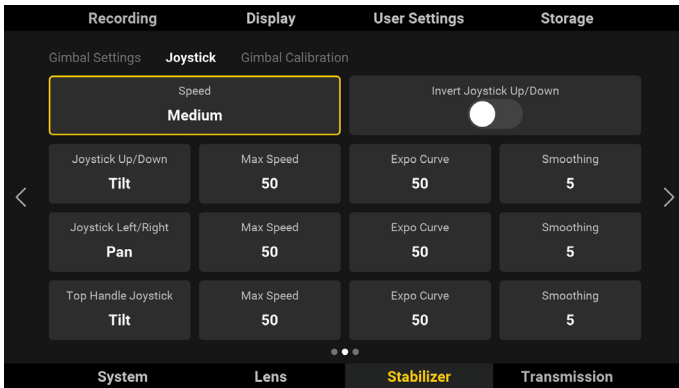 Recording Display User Settings Storage
Gimbal Settings Joystick Gimbal Calibration
Speed Invert Joystick Up/Down
Medium
Joystick Up/Down Max Speed Expo Curve Smoothing
Tilt 50 50 5
Joystick Left/Right Max Speed Expo Curve Smoothing
Pan 50 50 5
Top Handle Joystick Max Speed Expo Curve Smoothing
Tilt 50 50 5
System Lens Stabilizer Transmission